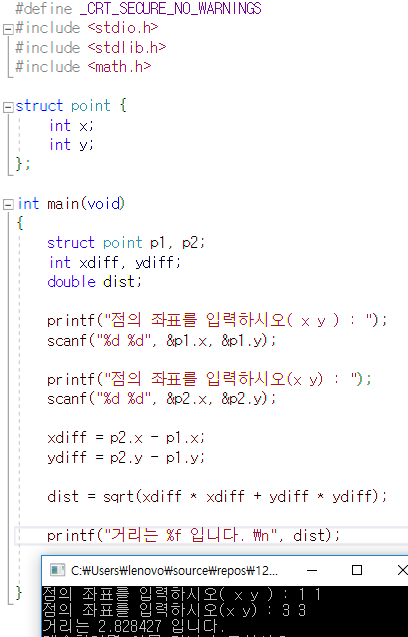 #define _CRT_SECURE_NO_WARNINGS
#include <stdio.h>
#include <stdlib.h>
#include <math.h>
struct point {
int x;
int y;
};
int main(void)
{
struct point p1, p2;
int xdiff, ydiff;
double dist;
printf("점의 좌표를 입력하시오( x y ) : ");
scanf("%d %d", &p1.x, &p1.y);
printf("점의 좌표를 입력하시오(x y) : ");
scanf("%d %d", &p2.x, &p2.y);
xdiff = p2.x - p1.x;
ydiff = p2.y - p1.y;
dist = sqrt(xdiff * xdiff + ydiff * ydiff);
printf("거리는 %f 입니다. ₩n", dist);
C:₩Users₩lenovo₩source₩repos₩12...
}
점의 좌표를 입력하시오( x y ) : 1 1
점의 좌표를 입력하시오(x y) : 3 3
거리는 2.828427 입니다.